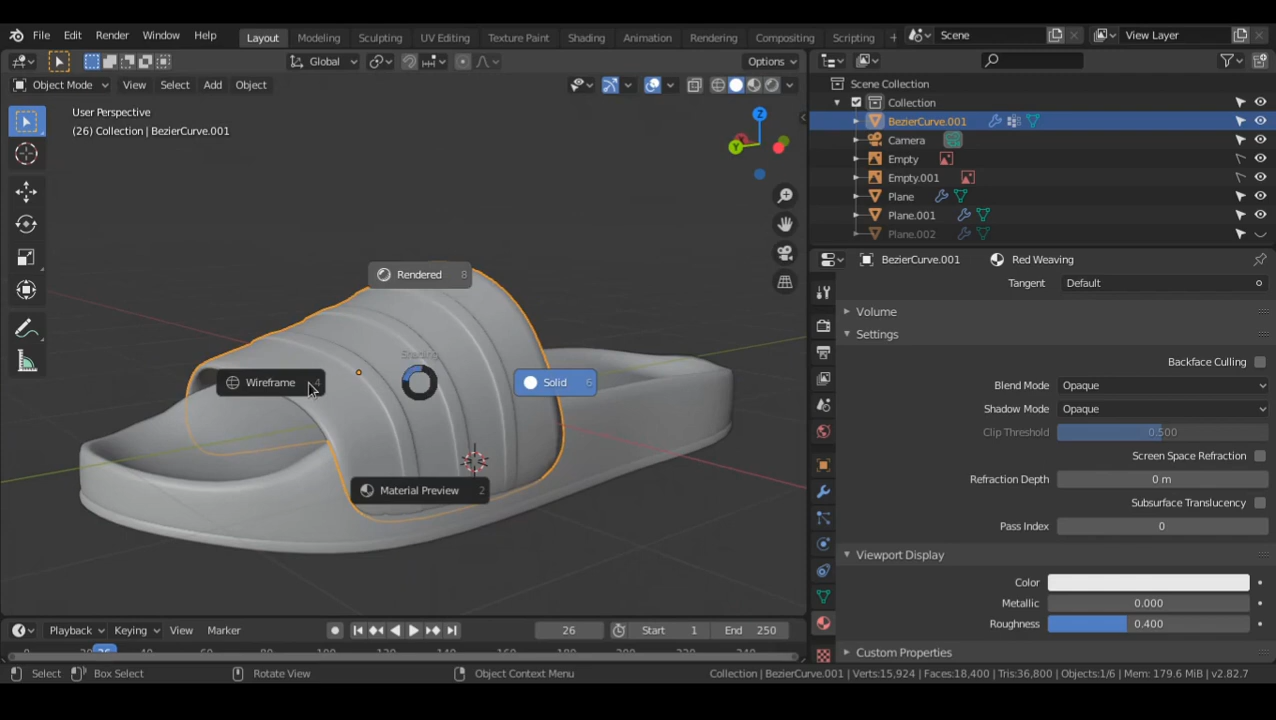 File Edit Render Window Help Layout Modeling Sculpting UV Editing Texture Paint Shading Animation Rendering Compositing Scripting Scene View Layer
Global Options
Object Mode View Select Add Object
User Perspective
(26) Collection | BezierCurve.001
Z
Y
Rendered 8
Shading
Wireframe 4
Solid 6
Material Preview 2
Scene Collection
Collection
BezierCurve.001
Camera
Empty
Empty.001
Plane
Plane.001
Plane.002
BezierCurve.001 Red Weaving
Tangent Default
Volume
Settings
Backface Culling
Blend Mode Opaque
Shadow Mode Opaque
Clip Threshold 0.500
Screen Space Refraction
Refraction Depth 0 m
Subsurface Translucency
Pass Index 0
Viewport Display
Color
Metallic 0.000
Roughness 0.400
Custom Properties
Playback Keying View Marker 26 Start 1 End 250
Select Box Select Rotate View Object Context Menu Collection | BezierCurve.001 | Verts:15,924 | Faces:18,400 | Tris:36,800 | Objects:1/6 | Mem: 179.6 MiB | v2.82.7